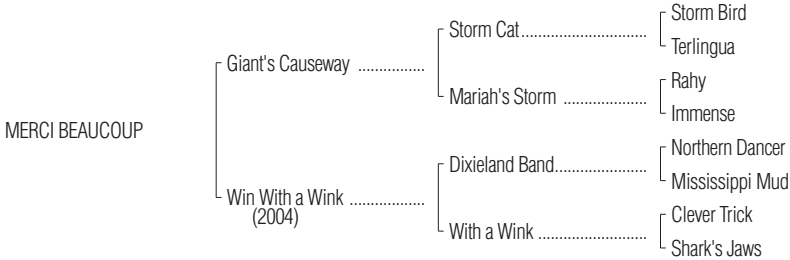 Storm Bird
Storm Cat..............................
Terlingua
Giant's Causeway ................
Rahy
Mariah's Storm ....................
Immense
MERCI BEAUCOUP
Northern Dancer
Dixieland Band......................
Mississippi Mud
Win With a Wink ..................
(2004)
Clever Trick
With a Wink ..........................
Shark's Jaws